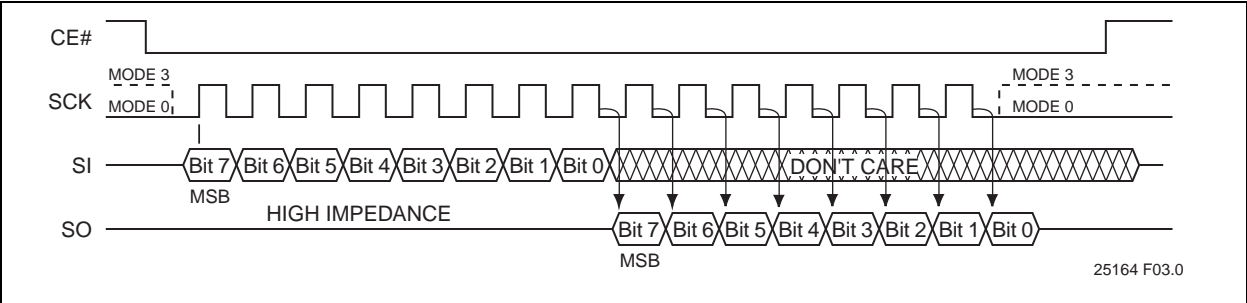 CE#
MODE 3 MODE 3
SCK MODE 0 MODE 0
SI Bit 7 Bit 6 Bit 5 Bit 4 Bit 3 Bit 2 Bit 1 Bit 0 DON'T CARE
MSB
HIGH IMPEDANCE
SO Bit 7 Bit 6 Bit 5 Bit 4 Bit 3 Bit 2 Bit 1 Bit 0
MSB
25164 F03.0